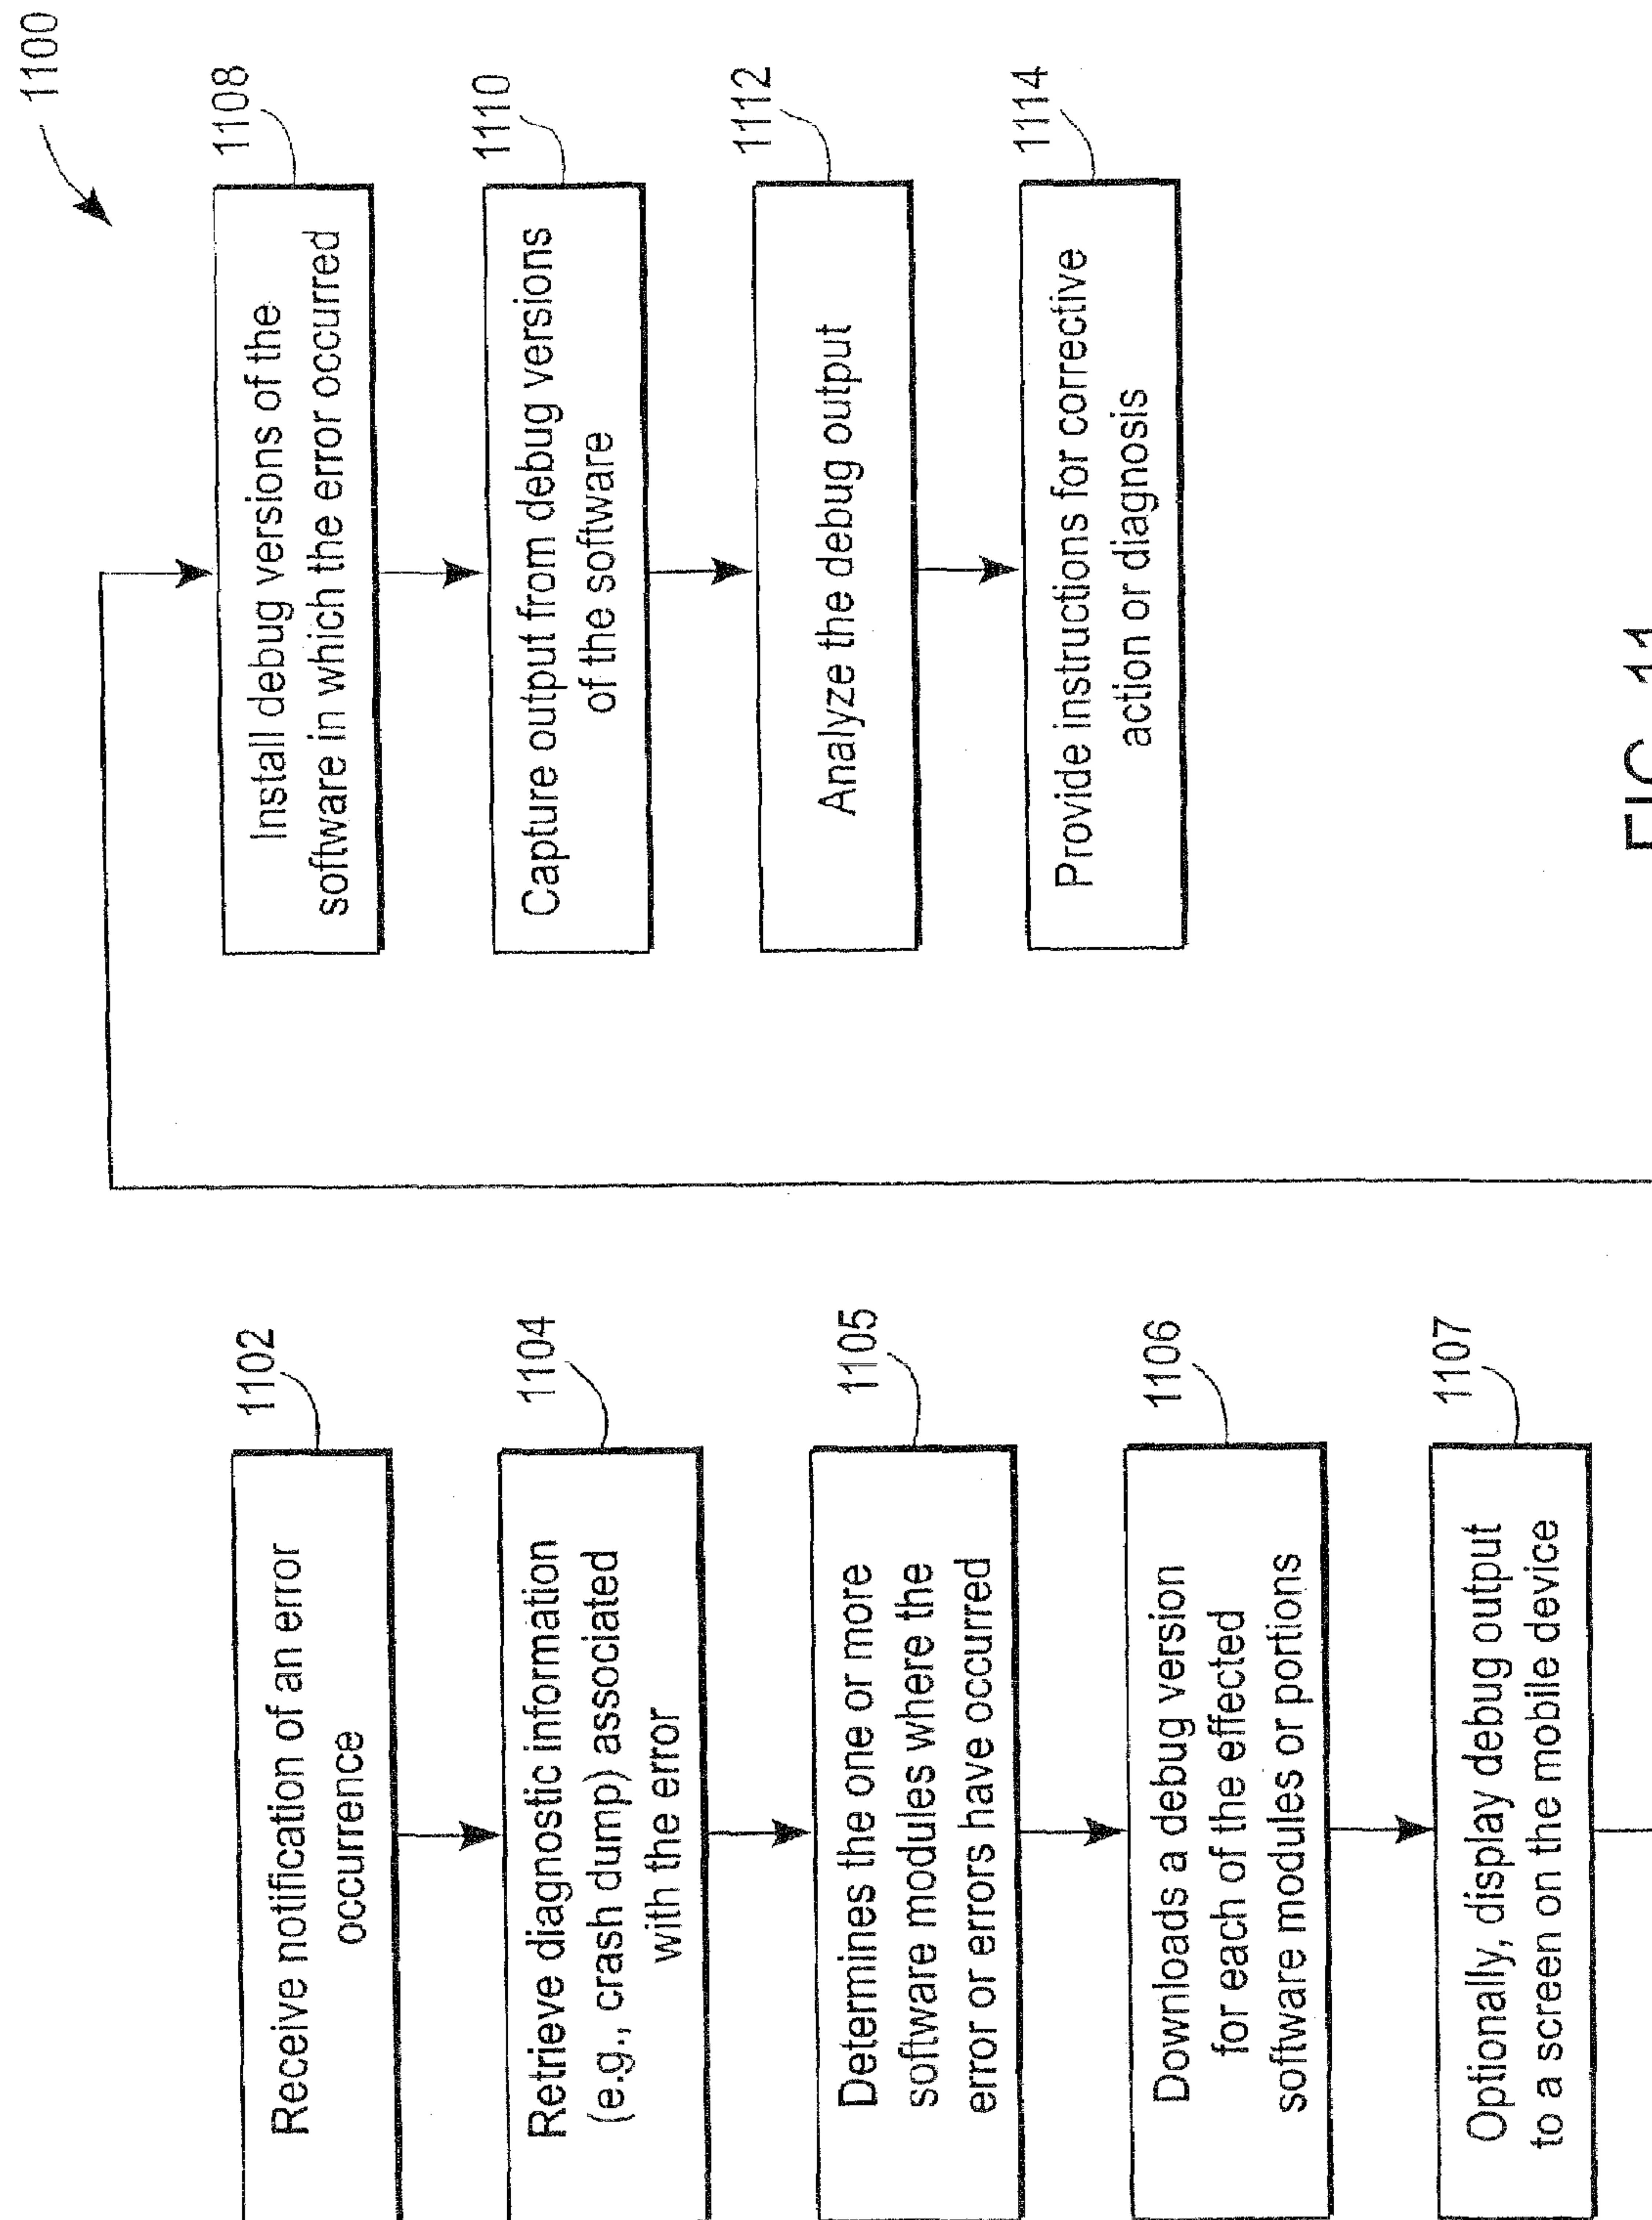 1100
1102
Receive notification of an error
occurrence
1104
Retrieve diagnostic information
(e.g., crash dump) associated
with the error
1105
Determines the one or more
software modules where the
error or errors have occurred
1106
Downloads a debug version
for each of the effected
software modules or portions
1107
Optionally, display debug output
to a screen on the mobile device
1108
Install debug versions of the
software in which the error occurred
1110
Capture output from debug versions
of the software
1112
Analyze the debug output
1114
Provide instructions for corrective
action or diagnosis
FIG. 11